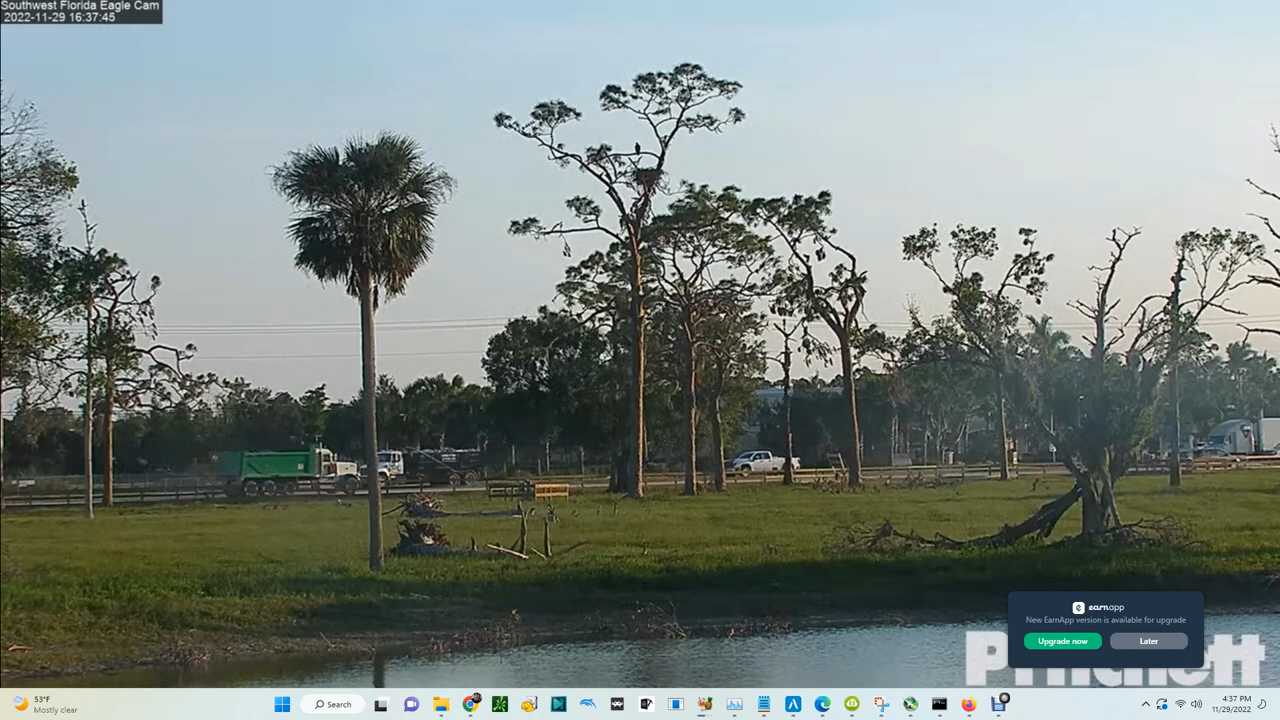 Southwest Florida Eagle Cam
2022-11-29 16:37:45
earnapp
New EarnApp version is available for upgrade
Upgrade now
Later
Pritchett
53°F
Mostly clear
Search
4:37 PM
11/29/2022